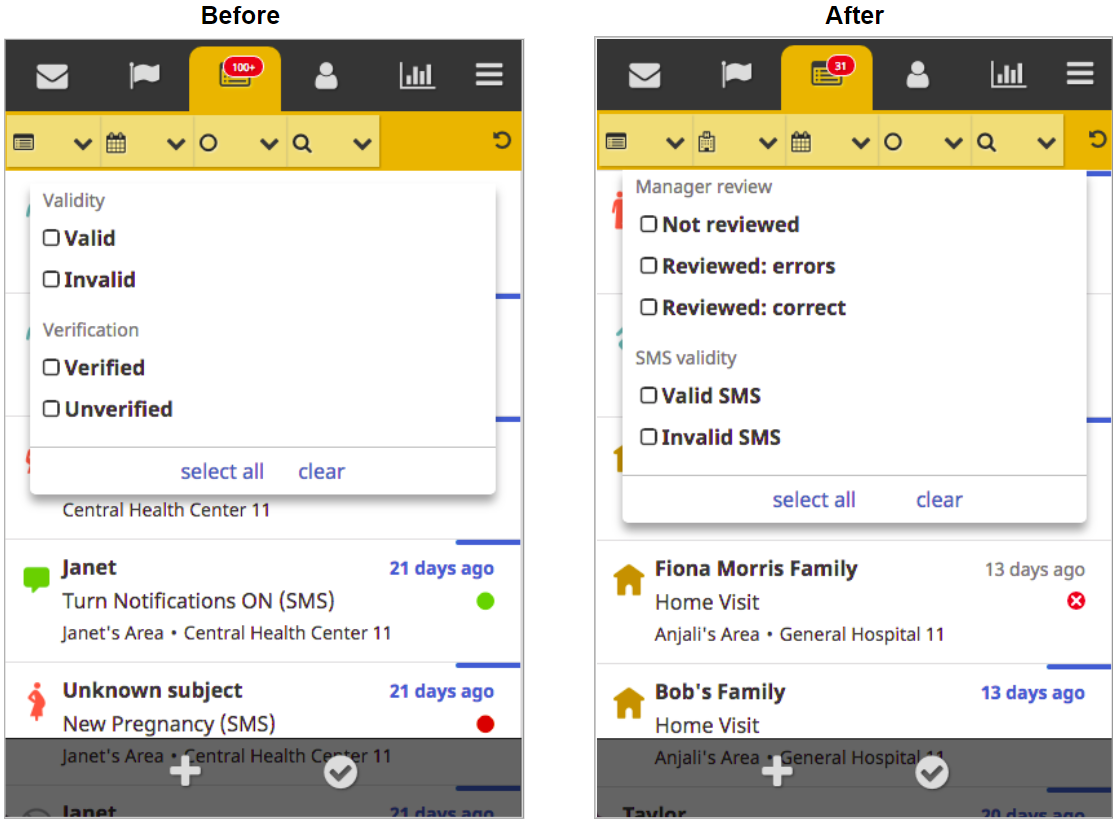 Before
100+
Validity
Valid
Invalid
Verification
Verified
Unverified
select all clear
Central Health Center 11
Janet
21 days ago
Turn Notifications ON (SMS)
Janet's Area • Central Health Center 11
Unknown subject
21 days ago
New Pregnancy (SMS)
Janet's Area • Central Health Center 11
Janet
21 days ago
After
31
Manager review
Not reviewed
Reviewed: errors
Reviewed: correct
SMS validity
Valid SMS
Invalid SMS
select all clear
Fiona Morris Family
13 days ago
Home Visit
Anjali's Area • General Hospital 11
Bob's Family
13 days ago
Home Visit
Anjali's Area • General Hospital 11
Taylor
20 days ago